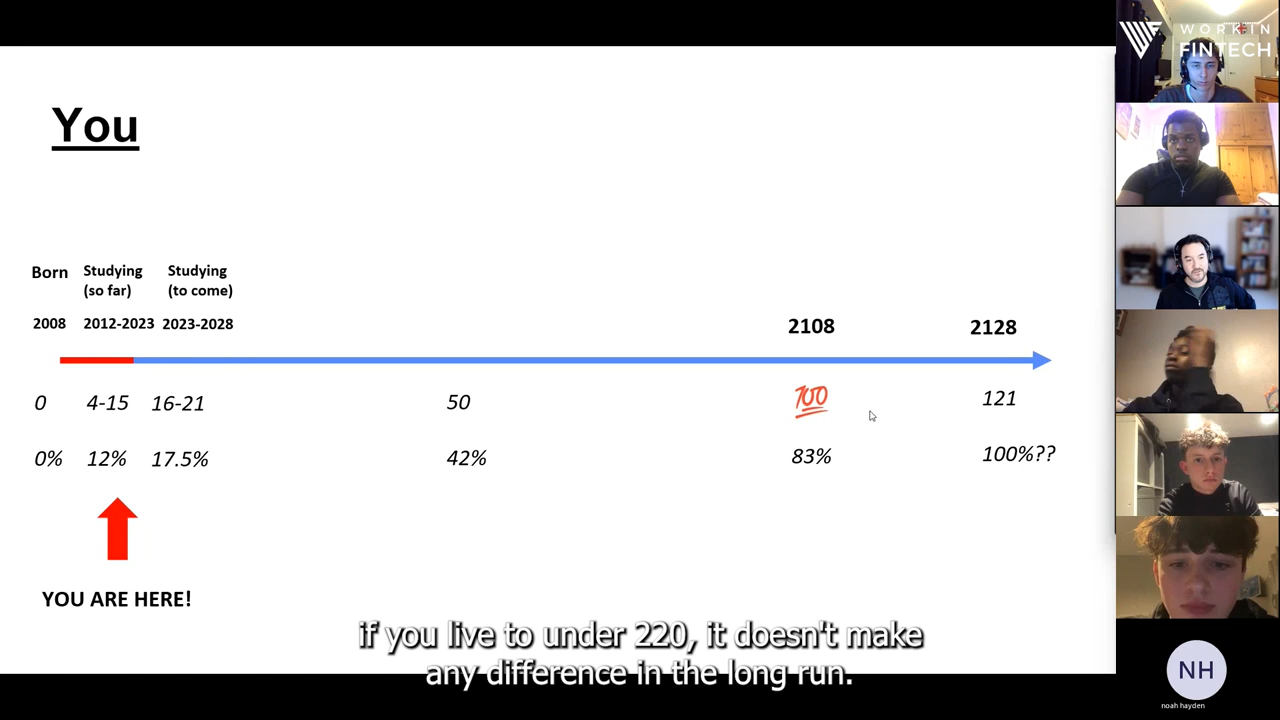 WORKIN
FINTECH
You
Born Studying Studying
(so far) (to come)
2008 2012-2023 2023-2028 2108 2128
0 4-15 16-21 50 💯 121
0% 12% 17.5% 42% 83% 100%??
YOU ARE HERE!
if you live to under 220, it doesn't make
any difference in the long run.
NH
noah hayden